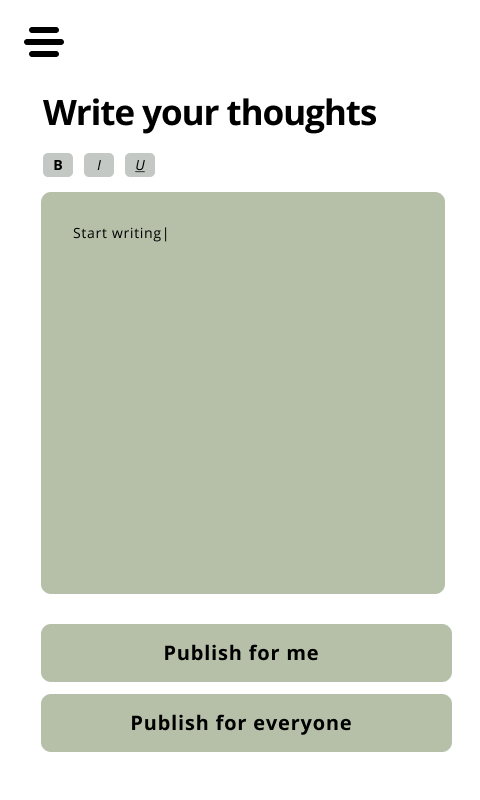 Write your thoughts
B I U
Start writing|
Publish for me
Publish for everyone